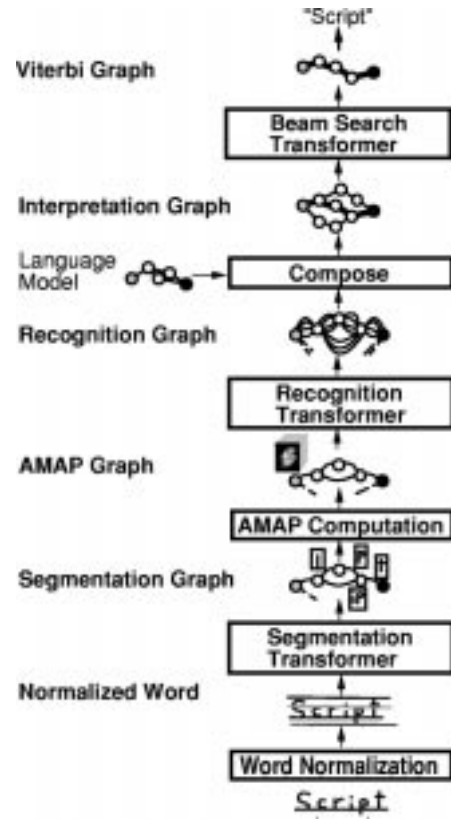 "Script"
Viterbi Graph
Beam Search
Transformer
Interpretation Graph
Language
Model
Compose
Recognition Graph
Recognition
Transformer
AMAP Graph
AMAP Computation
Segmentation Graph
Segmentation
Transformer
Normalized Word
Script
Word Normalization
Script